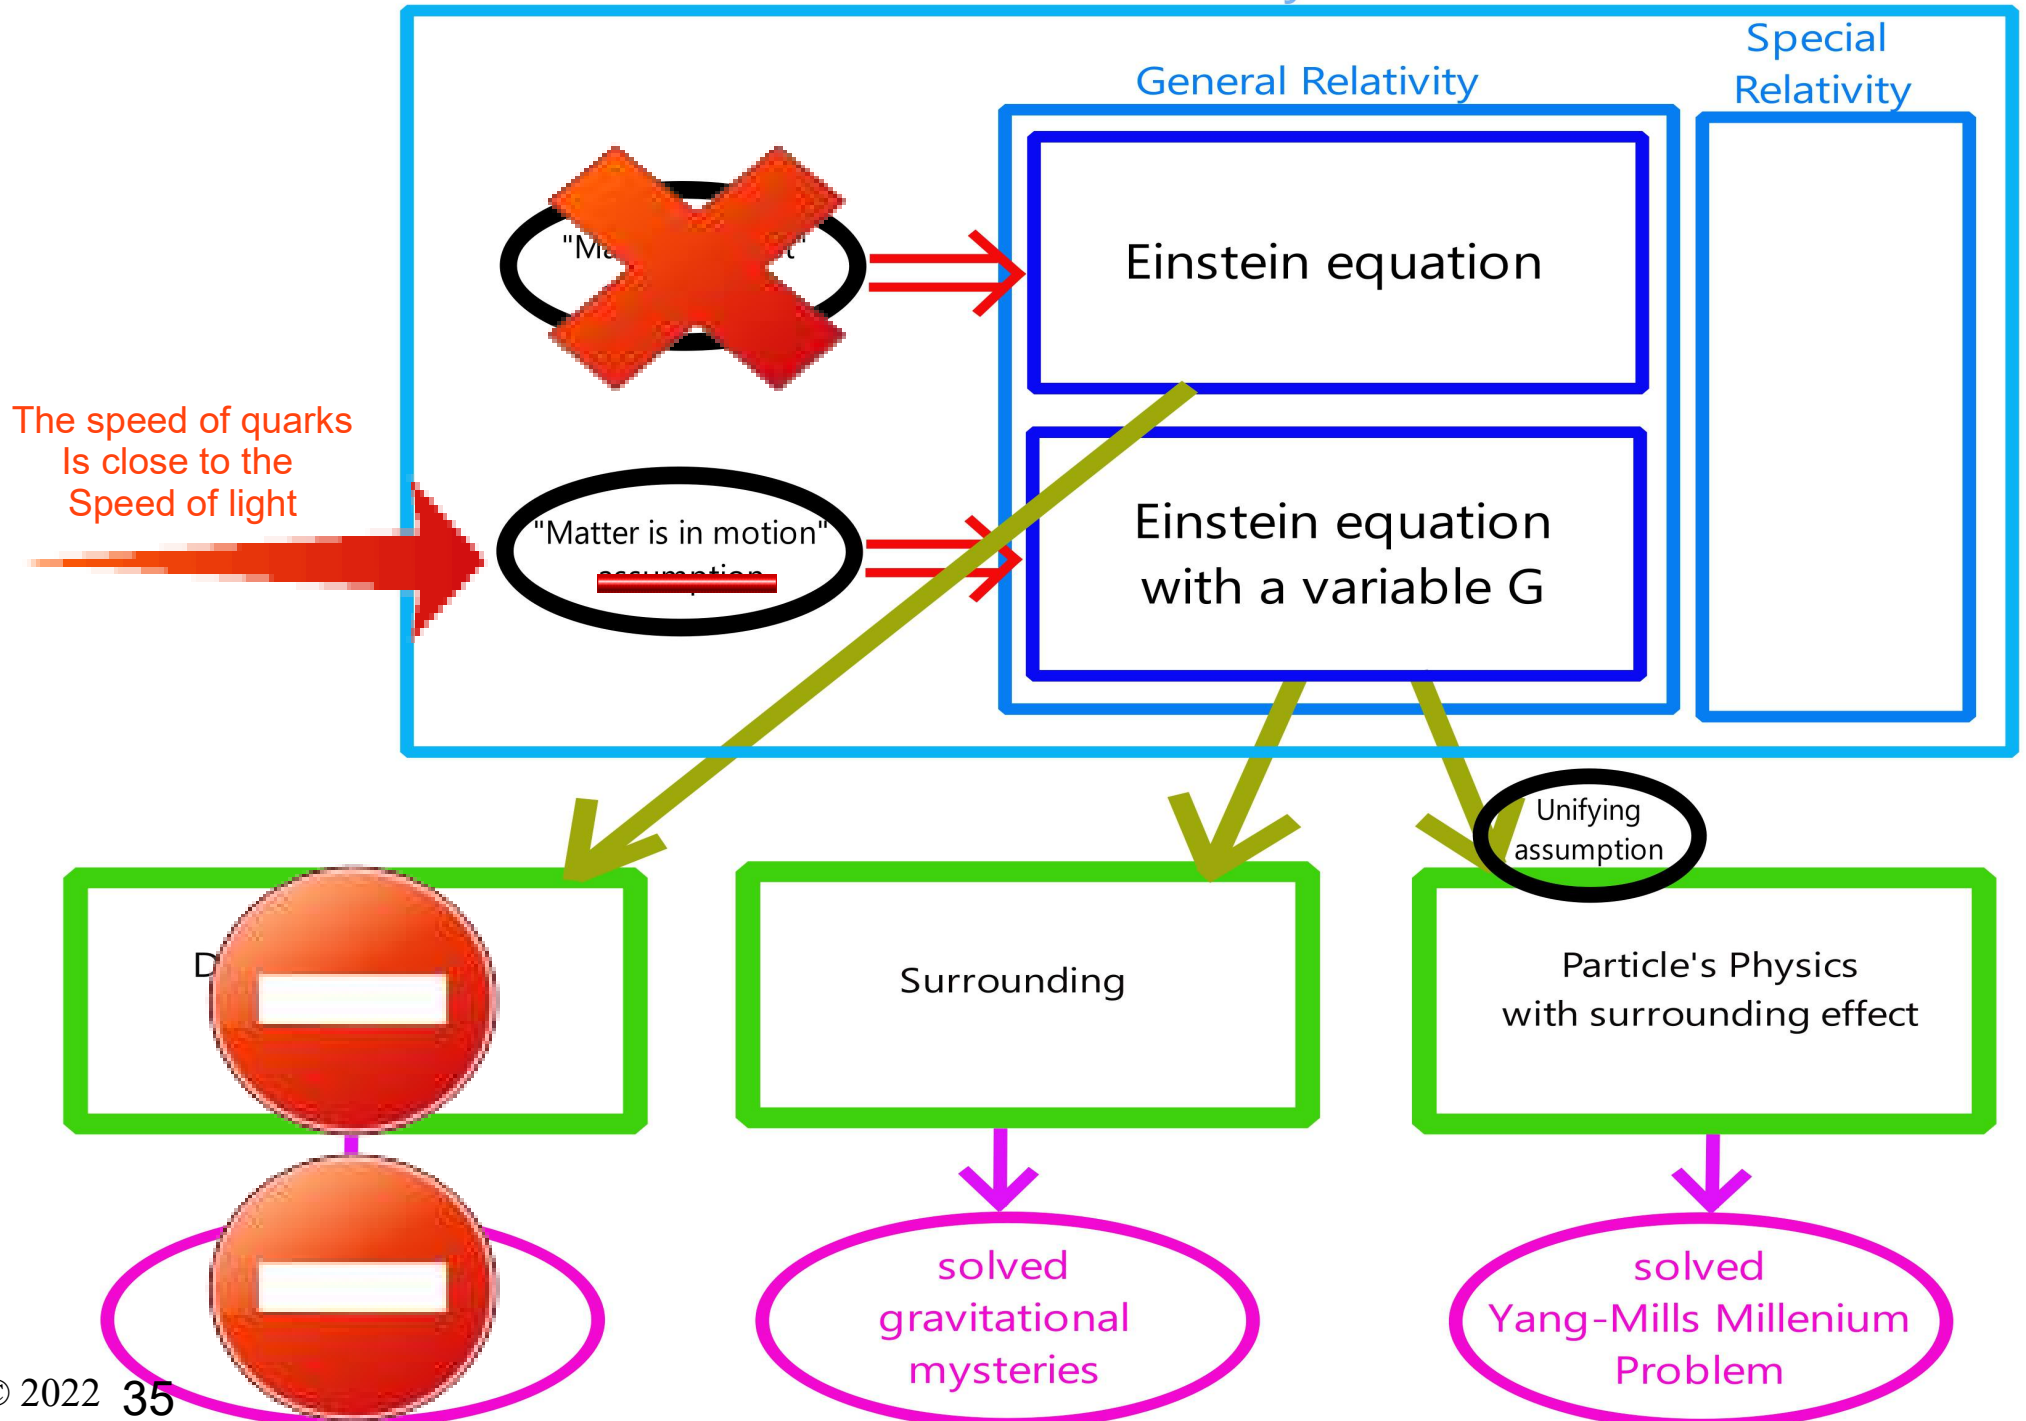 Special
Relativity
General Relativity
Einstein equation
The speed of quarks
Is close to the
Speed of light
"Matter is in motion"
assumption
Einstein equation
with a variable G
Unifying
assumption
Surrounding
Particle's Physics
with surrounding effect
solved
gravitational
mysteries
solved
Yang-Mills Millenium
Problem
© 2022 35